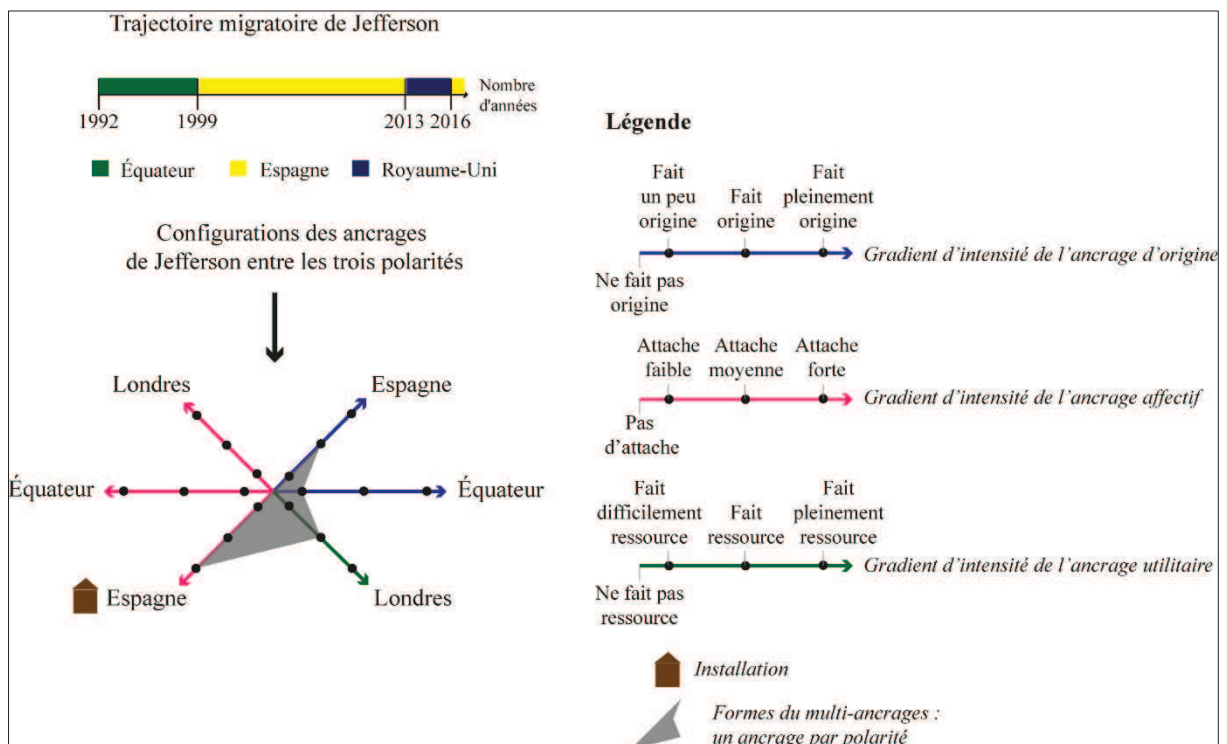 Trajectoire migratoire de Jefferson
Nombre
d'années
1992
1999
2013
2016
Équateur
Espagne
Royaume-Uni
Configurations des ancrages
de Jefferson entre les trois polarités
Londres
Espagne
Équateur
Équateur
Espagne
Londres
Légende
Fait
un peu
origine
Fait
origine
Fait
pleinement
origine
Gradient d’intensité de l’ancrage d’origine
Ne fait pas
origine
Attache
faible
Attache
moyenne
Attache
forte
Gradient d’intensité de l’ancrage affectif
Pas
d’attache
Fait
difficilement
ressource
Fait
ressource
Fait
pleinement
ressource
Gradient d’intensité de l’ancrage utilitaire
Ne fait pas
ressource
Installation
Formes du multi-ancrages :
un ancrage par polarité